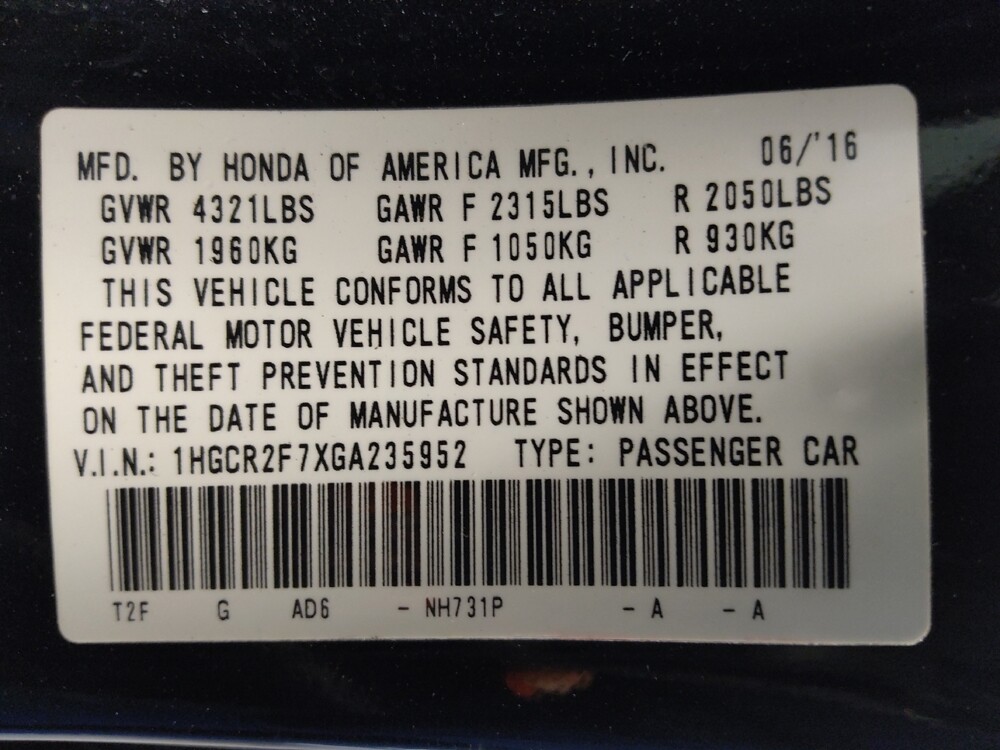 MFD. BY HONDA OF AMERICA MFG., INC. 06/'16
GVWR 4321LBS GAWR F 2315LBS R 2050LBS
GVWR 1960KG GAWR F 1050KG R 930KG
THIS VEHICLE CONFORMS TO ALL APPLICABLE
FEDERAL MOTOR VEHICLE SAFETY, BUMPER,
AND THEFT PREVENTION STANDARDS IN EFFECT
ON THE DATE OF MANUFACTURE SHOWN ABOVE.
V.I.N.: 1HGCR2F7XGA235952 TYPE: PASSENGER CAR
T2F G AD6 - NH731P - A - A